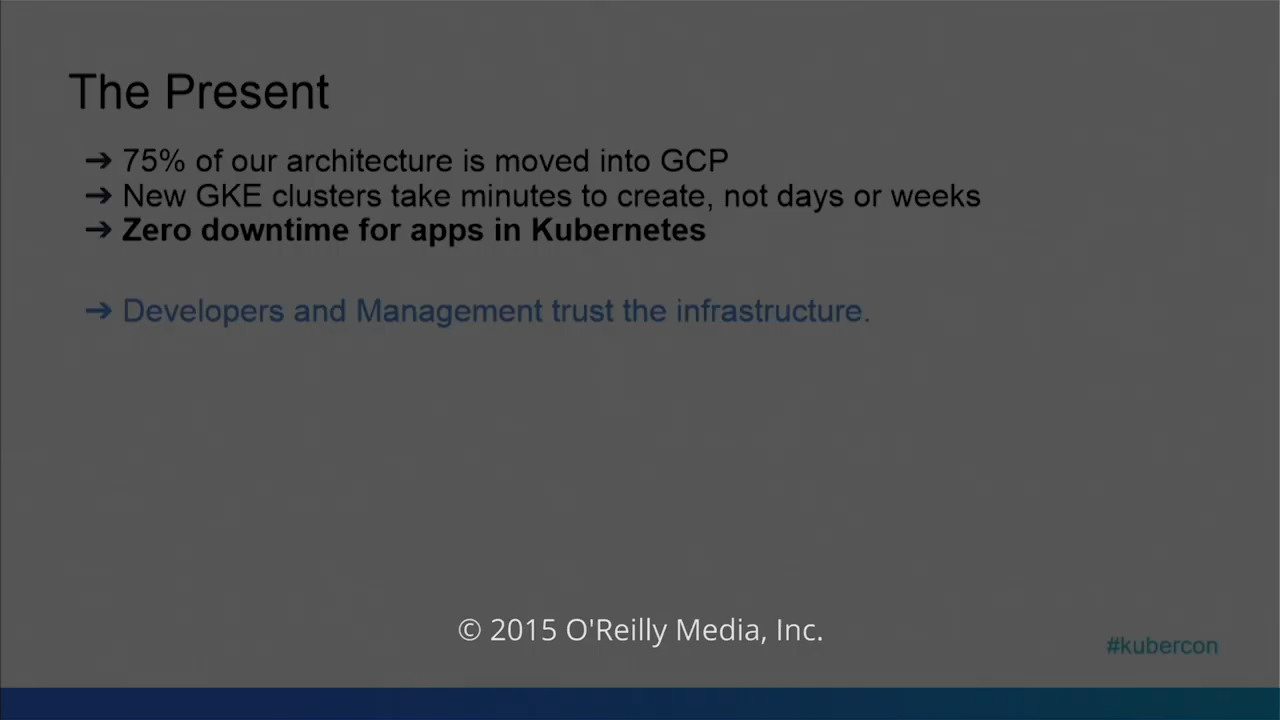 The Present
➔ 75% of our architecture is moved into GCP
➔ New GKE clusters take minutes to create, not days or weeks
➔ Zero downtime for apps in Kubernetes
➔ Developers and Management trust the infrastructure.
© 2015 O'Reilly Media, Inc.
#kubercon